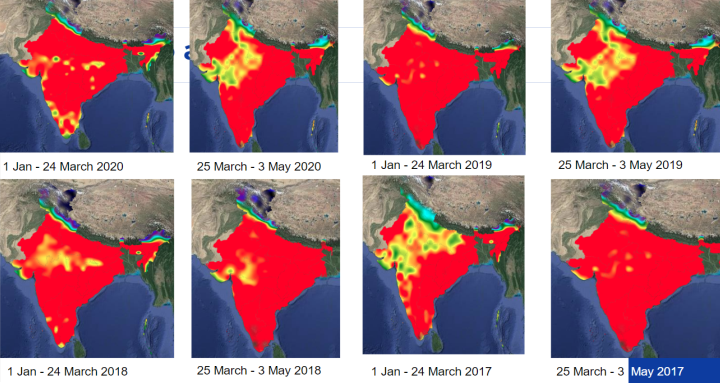 1 Jan - 24 March 2020
25 March - 3 May 2020
1 Jan - 24 March 2019
25 March - 3 May 2019
1 Jan - 24 March 2018
25 March - 3 May 2018
1 Jan - 24 March 2017
25 March - 3 May 2017